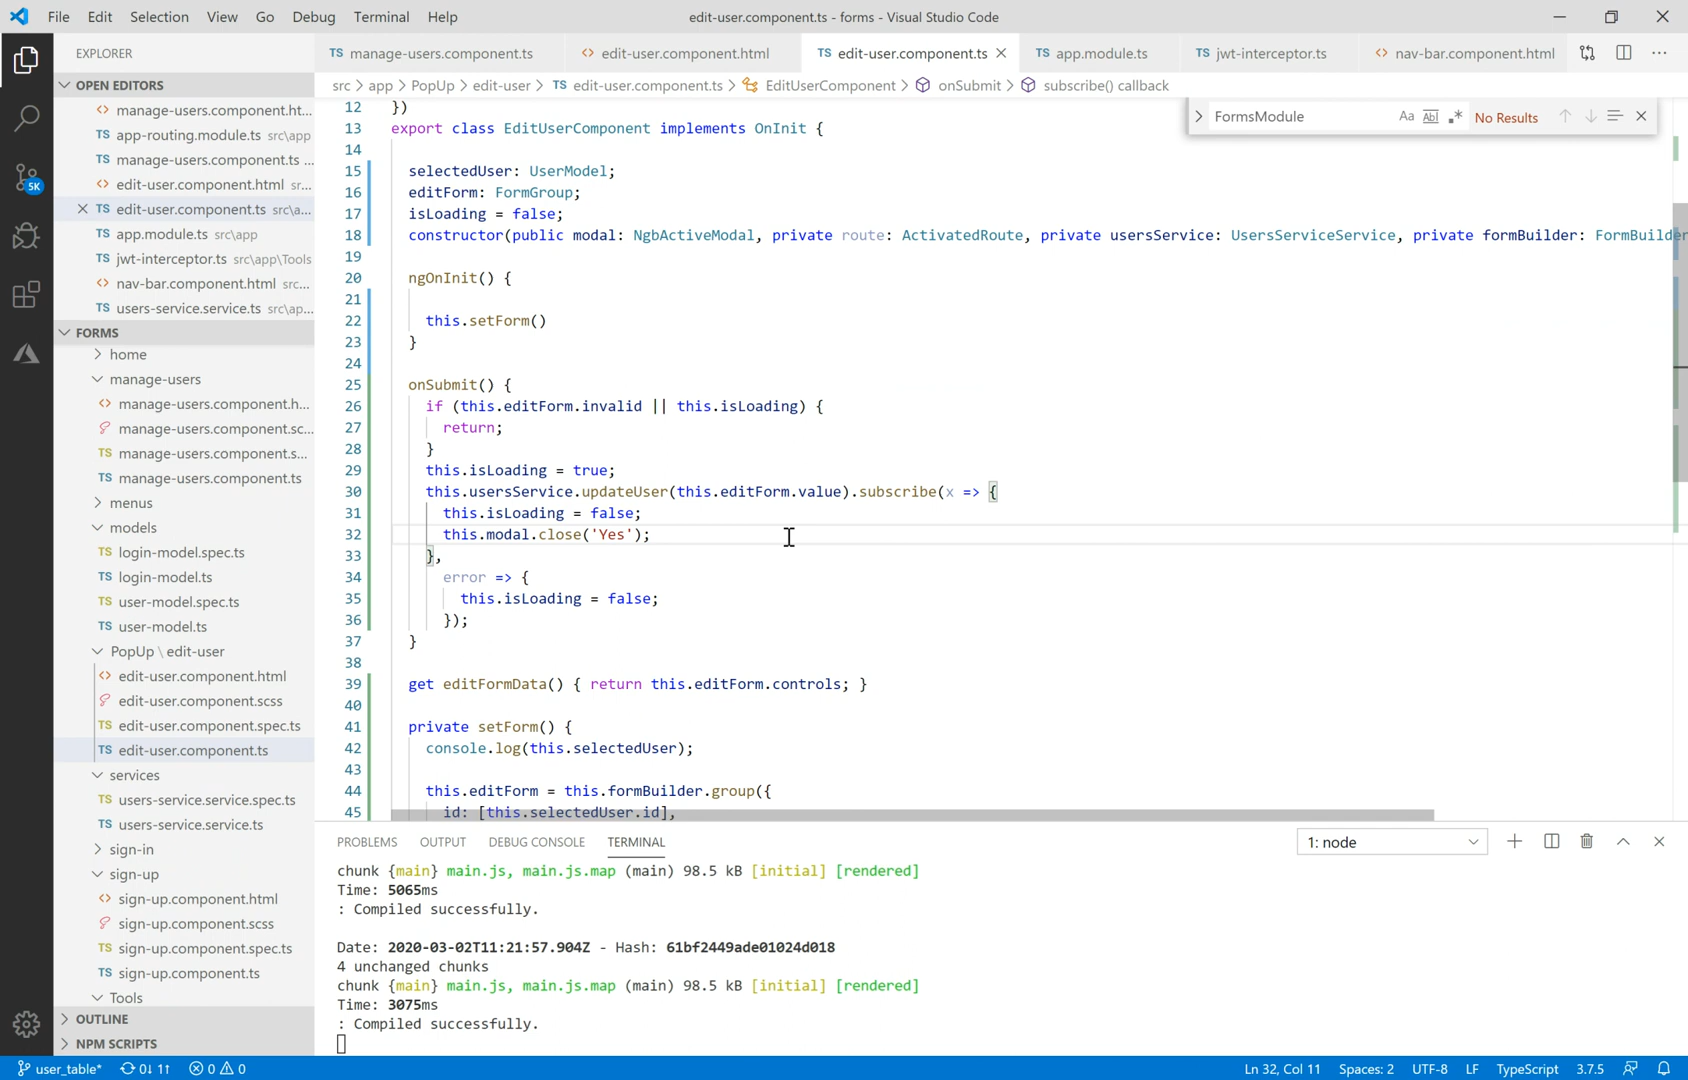 File Edit Selection View Go Debug Terminal Help
edit-user.component.ts - forms - Visual Studio Code
EXPLORER
OPEN EDITORS
manage-users.component.ht...
app-routing.module.ts src\app
manage-users.component.ts ...
edit-user.component.html sr...
edit-user.component.ts src\a...
app.module.ts src\app
jwt-interceptor.ts src\app\Tools
nav-bar.component.html src...
users-service.service.ts src\ap...
FORMS
home
manage-users
manage-users.component.h...
manage-users.component.sc...
manage-users.component.s...
manage-users.component.ts
menus
models
login-model.spec.ts
login-model.ts
user-model.spec.ts
user-model.ts
PopUp \ edit-user
edit-user.component.html
edit-user.component.scss
edit-user.component.spec.ts
edit-user.component.ts
services
users-service.service.spec.ts
users-service.service.ts
sign-in
sign-up
sign-up.component.html
sign-up.component.scss
sign-up.component.spec.ts
sign-up.component.ts
Tools
OUTLINE
NPM SCRIPTS
5K
TS manage-users.component.ts <> edit-user.component.html TS edit-user.component.ts TS app.module.ts TS jwt-interceptor.ts <> nav-bar.component.html
src > app > PopUp > edit-user > TS edit-user.component.ts > EditUserComponent > onSubmit > subscribe() callback
FormsModule Aa Abl .* No Results
12 })
13 export class EditUserComponent implements OnInit {
14
15 selectedUser: UserModel;
16 editForm: FormGroup;
17 isLoading = false;
18 constructor(public modal: NgbActiveModal, private route: ActivatedRoute, private usersService: UsersServiceService, private formBuilder: FormBuilder
19
20 ngOnInit() {
21
22 this.setForm()
23 }
24
25 onSubmit() {
26 if (this.editForm.invalid || this.isLoading) {
27 return;
28 }
29 this.isLoading = true;
30 this.usersService.updateUser(this.editForm.value).subscribe(x => {
31 this.isLoading = false;
32 this.modal.close('Yes');
33 },
34 error => {
35 this.isLoading = false;
36 });
37 }
38
39 get editFormData() { return this.editForm.controls; }
40
41 private setForm() {
42 console.log(this.selectedUser);
43
44 this.editForm = this.formBuilder.group({
45 id: [this.selectedUser.id],
PROBLEMS OUTPUT DEBUG CONSOLE TERMINAL 1: node
chunk {main} main.js, main.js.map (main) 98.5 kB [initial] [rendered]
Time: 5065ms
: Compiled successfully.
Date: 2020-03-02T11:21:57.904Z - Hash: 61bf2449ade01024d018
4 unchanged chunks
chunk {main} main.js, main.js.map (main) 98.5 kB [initial] [rendered]
Time: 3075ms
: Compiled successfully.
user_table* 0↓ 1↑ 0 0 Ln 32, Col 11 Spaces: 2 UTF-8 LF TypeScript 3.7.5